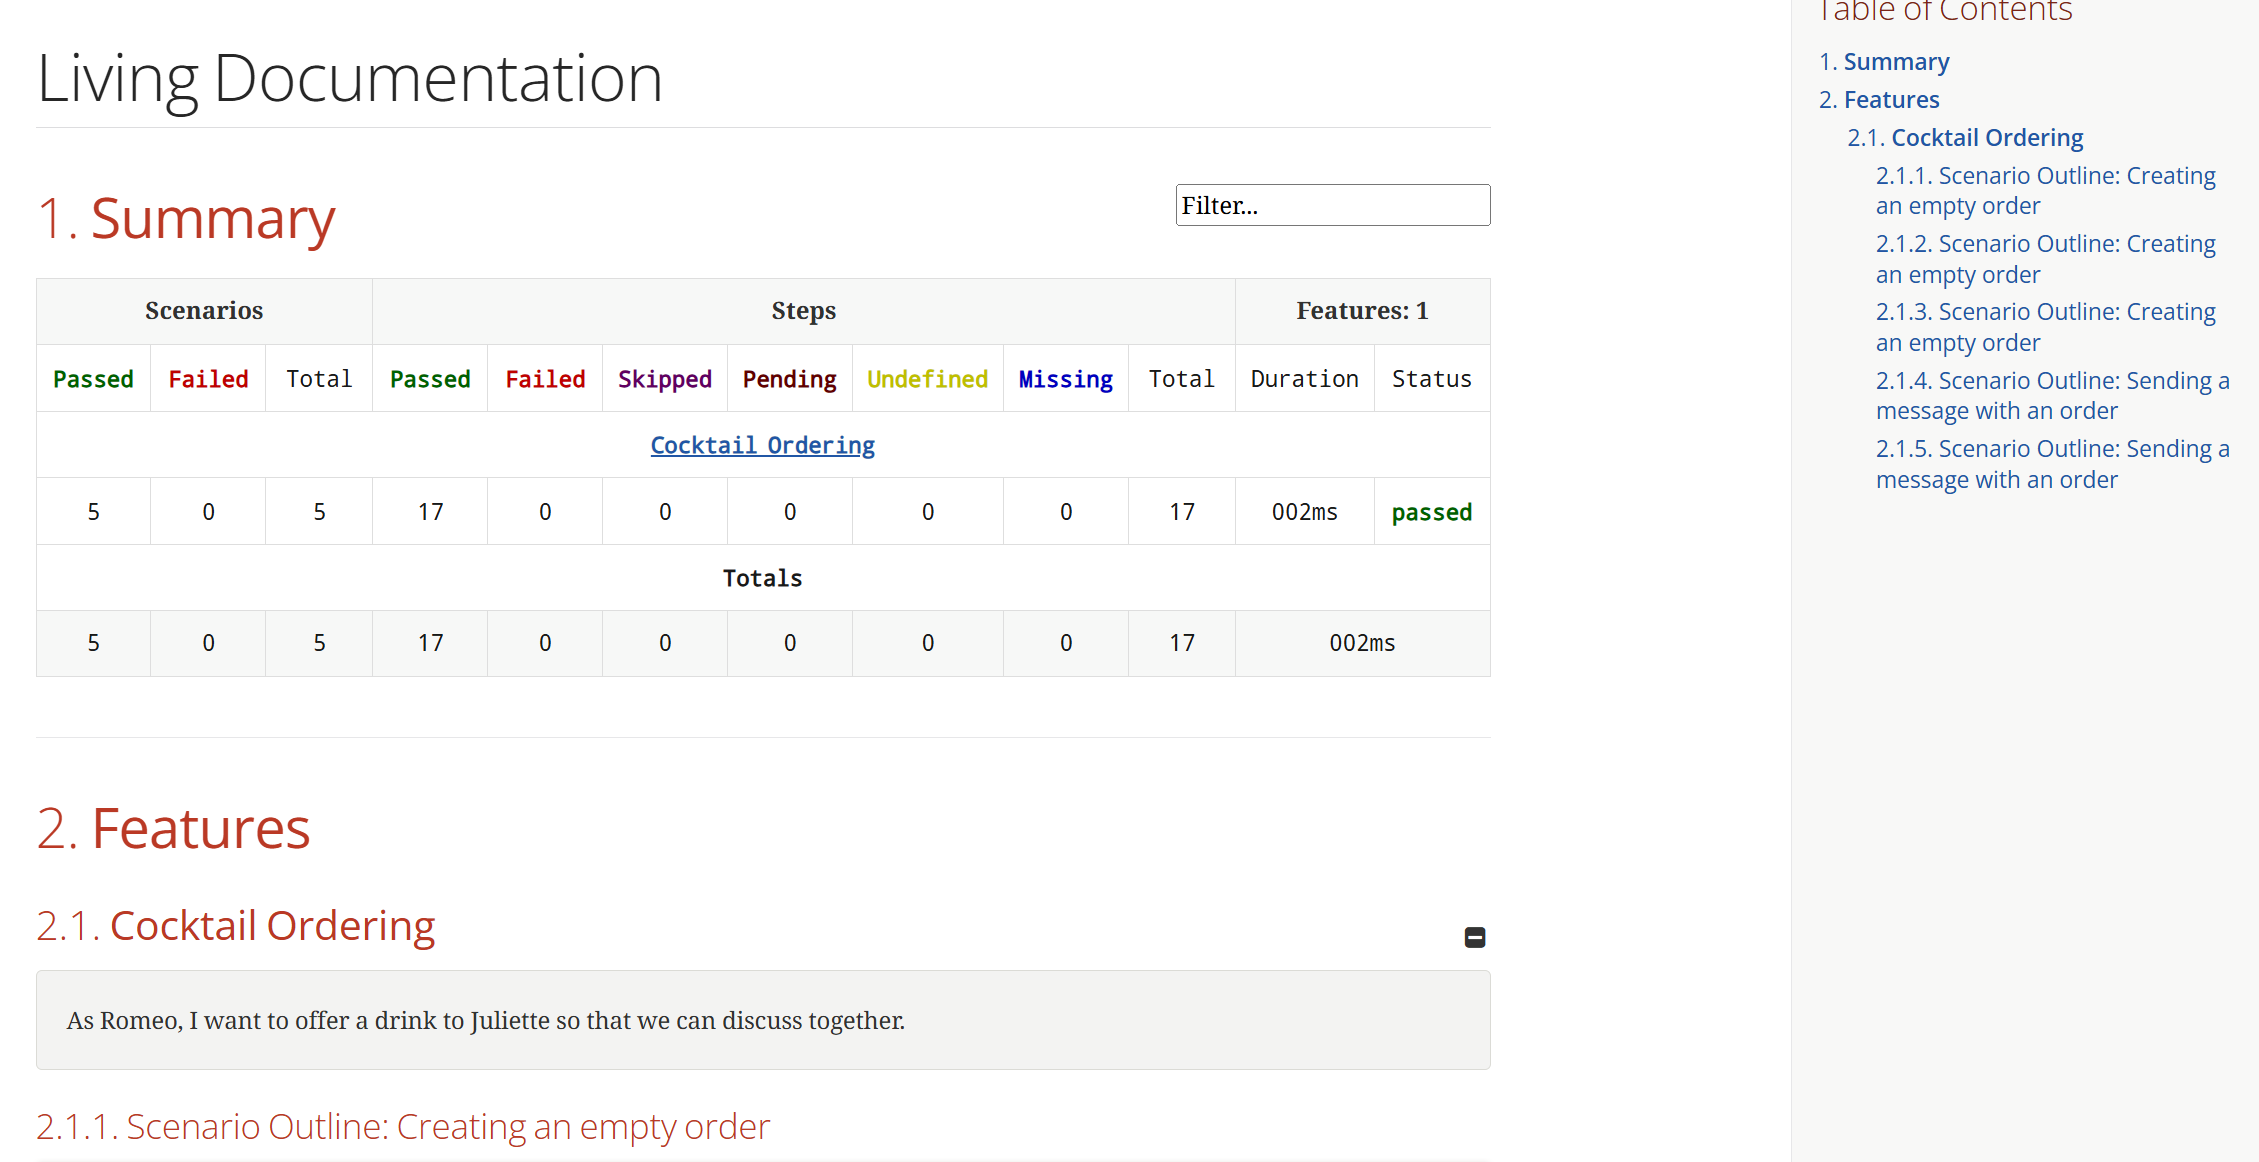 Living Documentation
1. Summary
Filter...
Scenarios Steps Features: 1
Passed Failed Total Passed Failed Skipped Pending Undefined Missing Total Duration Status
Cocktail Ordering
5 0 5 17 0 0 0 0 0 17 002ms passed
Totals
5 0 5 17 0 0 0 0 0 17 002ms
2. Features
2.1. Cocktail Ordering
As Romeo, I want to offer a drink to Juliette so that we can discuss together.
2.1.1. Scenario Outline: Creating an empty order
Table of Contents
1. Summary
2. Features
2.1. Cocktail Ordering
2.1.1. Scenario Outline: Creating
an empty order
2.1.2. Scenario Outline: Creating
an empty order
2.1.3. Scenario Outline: Creating
an empty order
2.1.4. Scenario Outline: Sending a
message with an order
2.1.5. Scenario Outline: Sending a
message with an order